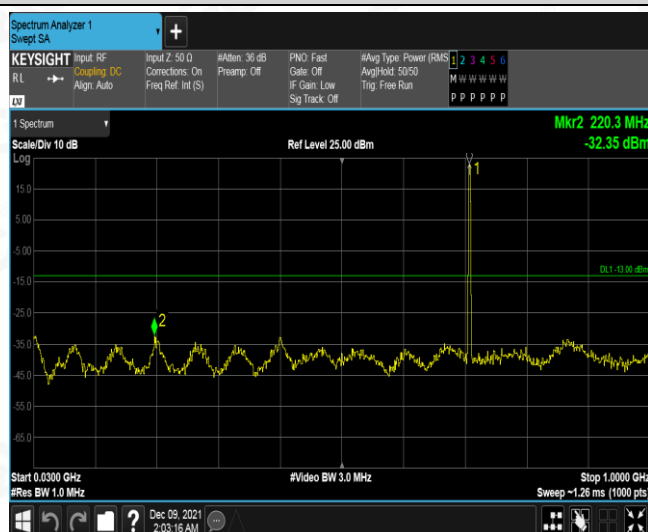 Spectrum Analyzer 1
Swept SA
+
KEYSIGHT
RL
LXI
Input: RF
Coupling: DC
Align: Auto
Input Z: 50 Ω
Corrections: On
Freq Ref: Int (S)
#Atten: 36 dB
Preamp: Off
PNO: Fast
Gate: Off
IF Gain: Low
Sig Track: Off
#Avg Type: Power (RMS
Avg|Hold: 50/50
Trig: Free Run
1 2 3 4 5 6
M W W W W W
P P P P P P
1 Spectrum
Scale/Div 10 dB
Log
Ref Level 25.00 dBm
Mkr2 220.3 MHz
-32.35 dBm
1
15.0
5.00
-5.00
DL1 -13.00 dBm
-15.0
2
-25.0
-35.0
-45.0
-55.0
-65.0
Start 0.0300 GHz
#Res BW 1.0 MHz
#Video BW 3.0 MHz
Stop 1.0000 GHz
Sweep ~1.26 ms (1000 pts)
?
Dec 09, 2021
2:03:16 AM